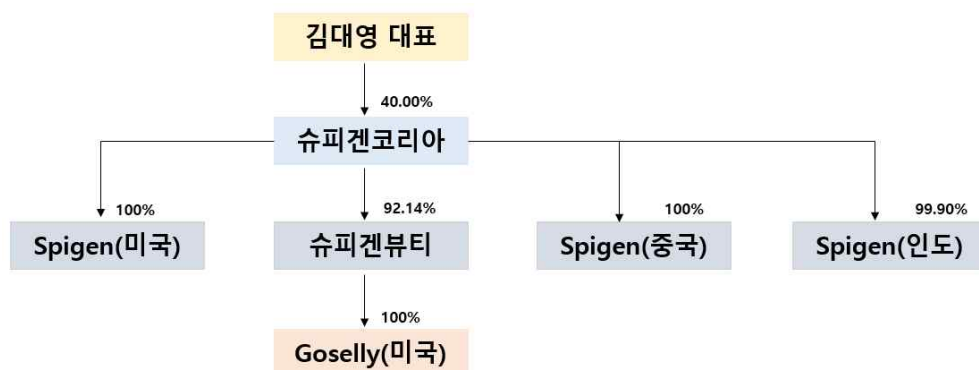 김대영 대표
40.00%
슈피겐코리아
100%
92.14%
100%
99.90%
Spigen(미국)
슈피겐뷰티
Spigen(중국)
Spigen(인도)
100%
Goselly(미국)